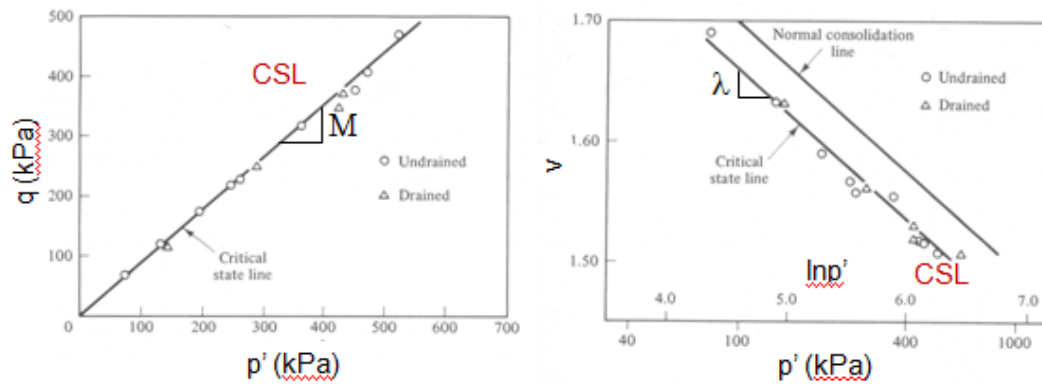 500
400
300
200
100
0
q (kPa)
CSL
M
Undrained
Drained
Critical
state line
100
200
300
400
500
600
700
p' (kPa)
1.70
1.60
1.50
v
Normal consolidation
line
CSL
λ
Undrained
Drained
Critical
state line
lnp'
4.0
5.0
6.0
7.0
40
100
400
1000
p' (kPa)